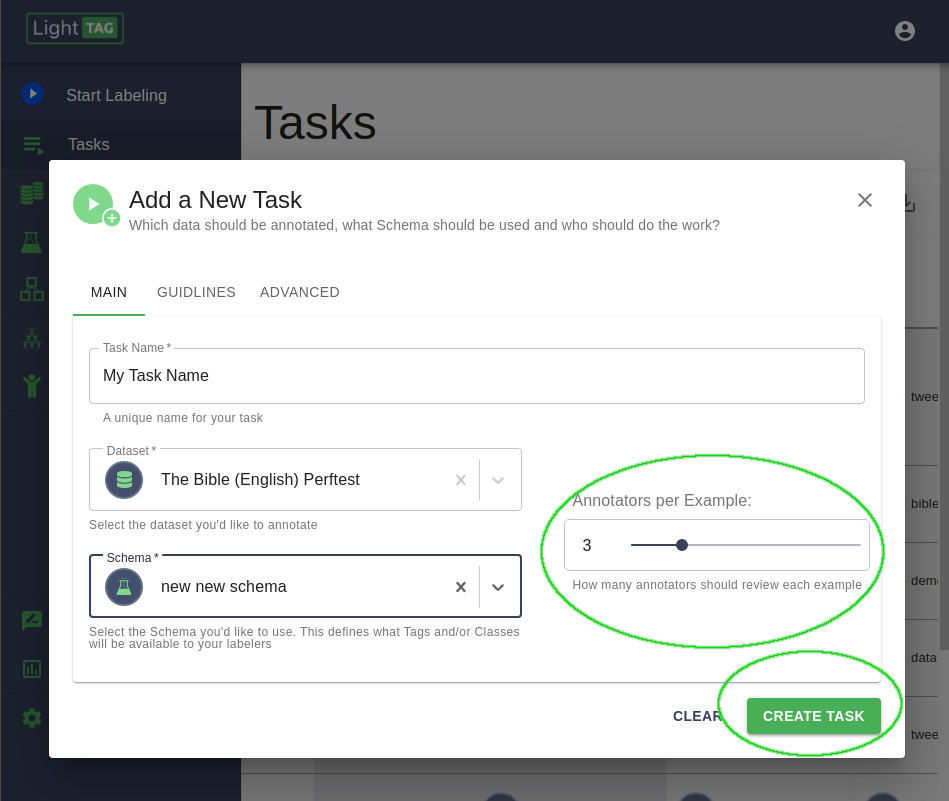 Light TAG
Start Labeling
Tasks
Tasks
Add a New Task
Which data should be annotated, what Schema should be used and who should do the work?
MAIN GUIDLINES ADVANCED
Task Name *
My Task Name
A unique name for your task
Dataset *
The Bible (English) Perftest
Select the dataset you'd like to annotate
Annotators per Example:
3
How many annotators should review each example
Schema *
new new schema
Select the Schema you'd like to use. This defines what Tags and/or Classes
will be available to your labelers
CLEAR CREATE TASK
twee
bible
dem
data
twee